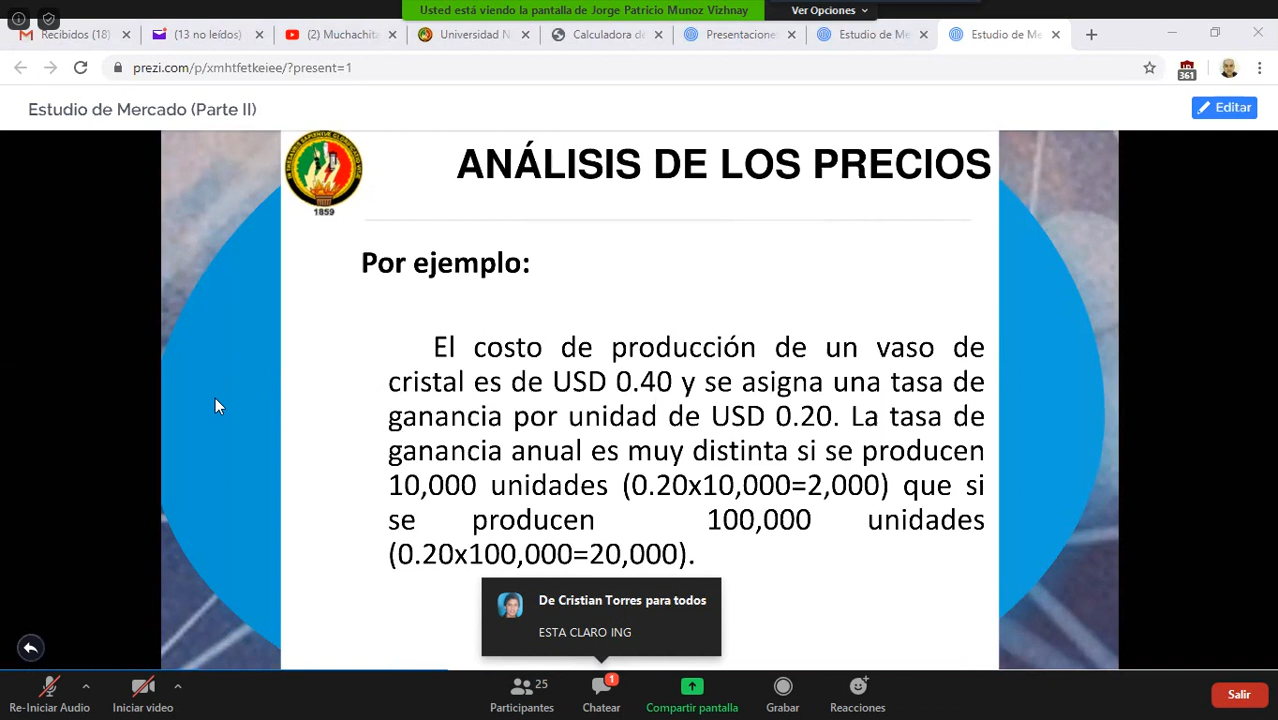 Usted está viendo la pantalla de Jorge Patricio Munoz Vizhnay
Ver Opciones
Recibidos (18)
(13 no leídos)
(2) Muchachita
Universidad N
Calculadora de
Presentacione
Estudio de Me
Estudio de Me
prezi.com/p/xmhtfetkeiee/?present=1
361
Estudio de Mercado (Parte II)
Editar
1859
ANÁLISIS DE LOS PRECIOS
Por ejemplo:
El costo de producción de un vaso de
cristal es de USD 0.40 y se asigna una tasa de
ganancia por unidad de USD 0.20. La tasa de
ganancia anual es muy distinta si se producen
10,000 unidades (0.20x10,000=2,000) que si
se producen 100,000 unidades
(0.20x100,000=20,000).
De Cristian Torres para todos
ESTA CLARO ING
Re-Iniciar Audio
Iniciar video
25
Participantes
1
Chatear
Compartir pantalla
Grabar
Reacciones
Salir